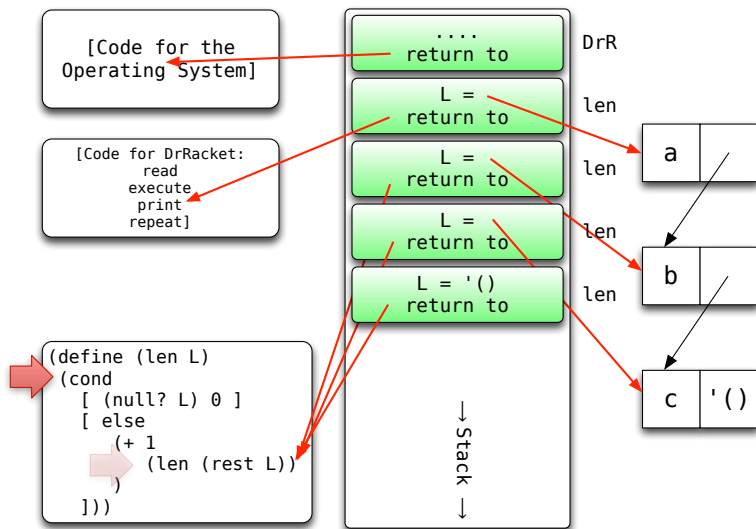 [Code for the
Operating System]
[Code for DrRacket:
read
execute
print
repeat]
(define (len L)
(cond
[ (null? L) 0 ]
[ else
(+ 1
(len (rest L))
)
]))
....
return to
DrR
L =
return to
len
L =
return to
len
L =
return to
len
L = '()
return to
len
→Stack →
a
b
c
'()